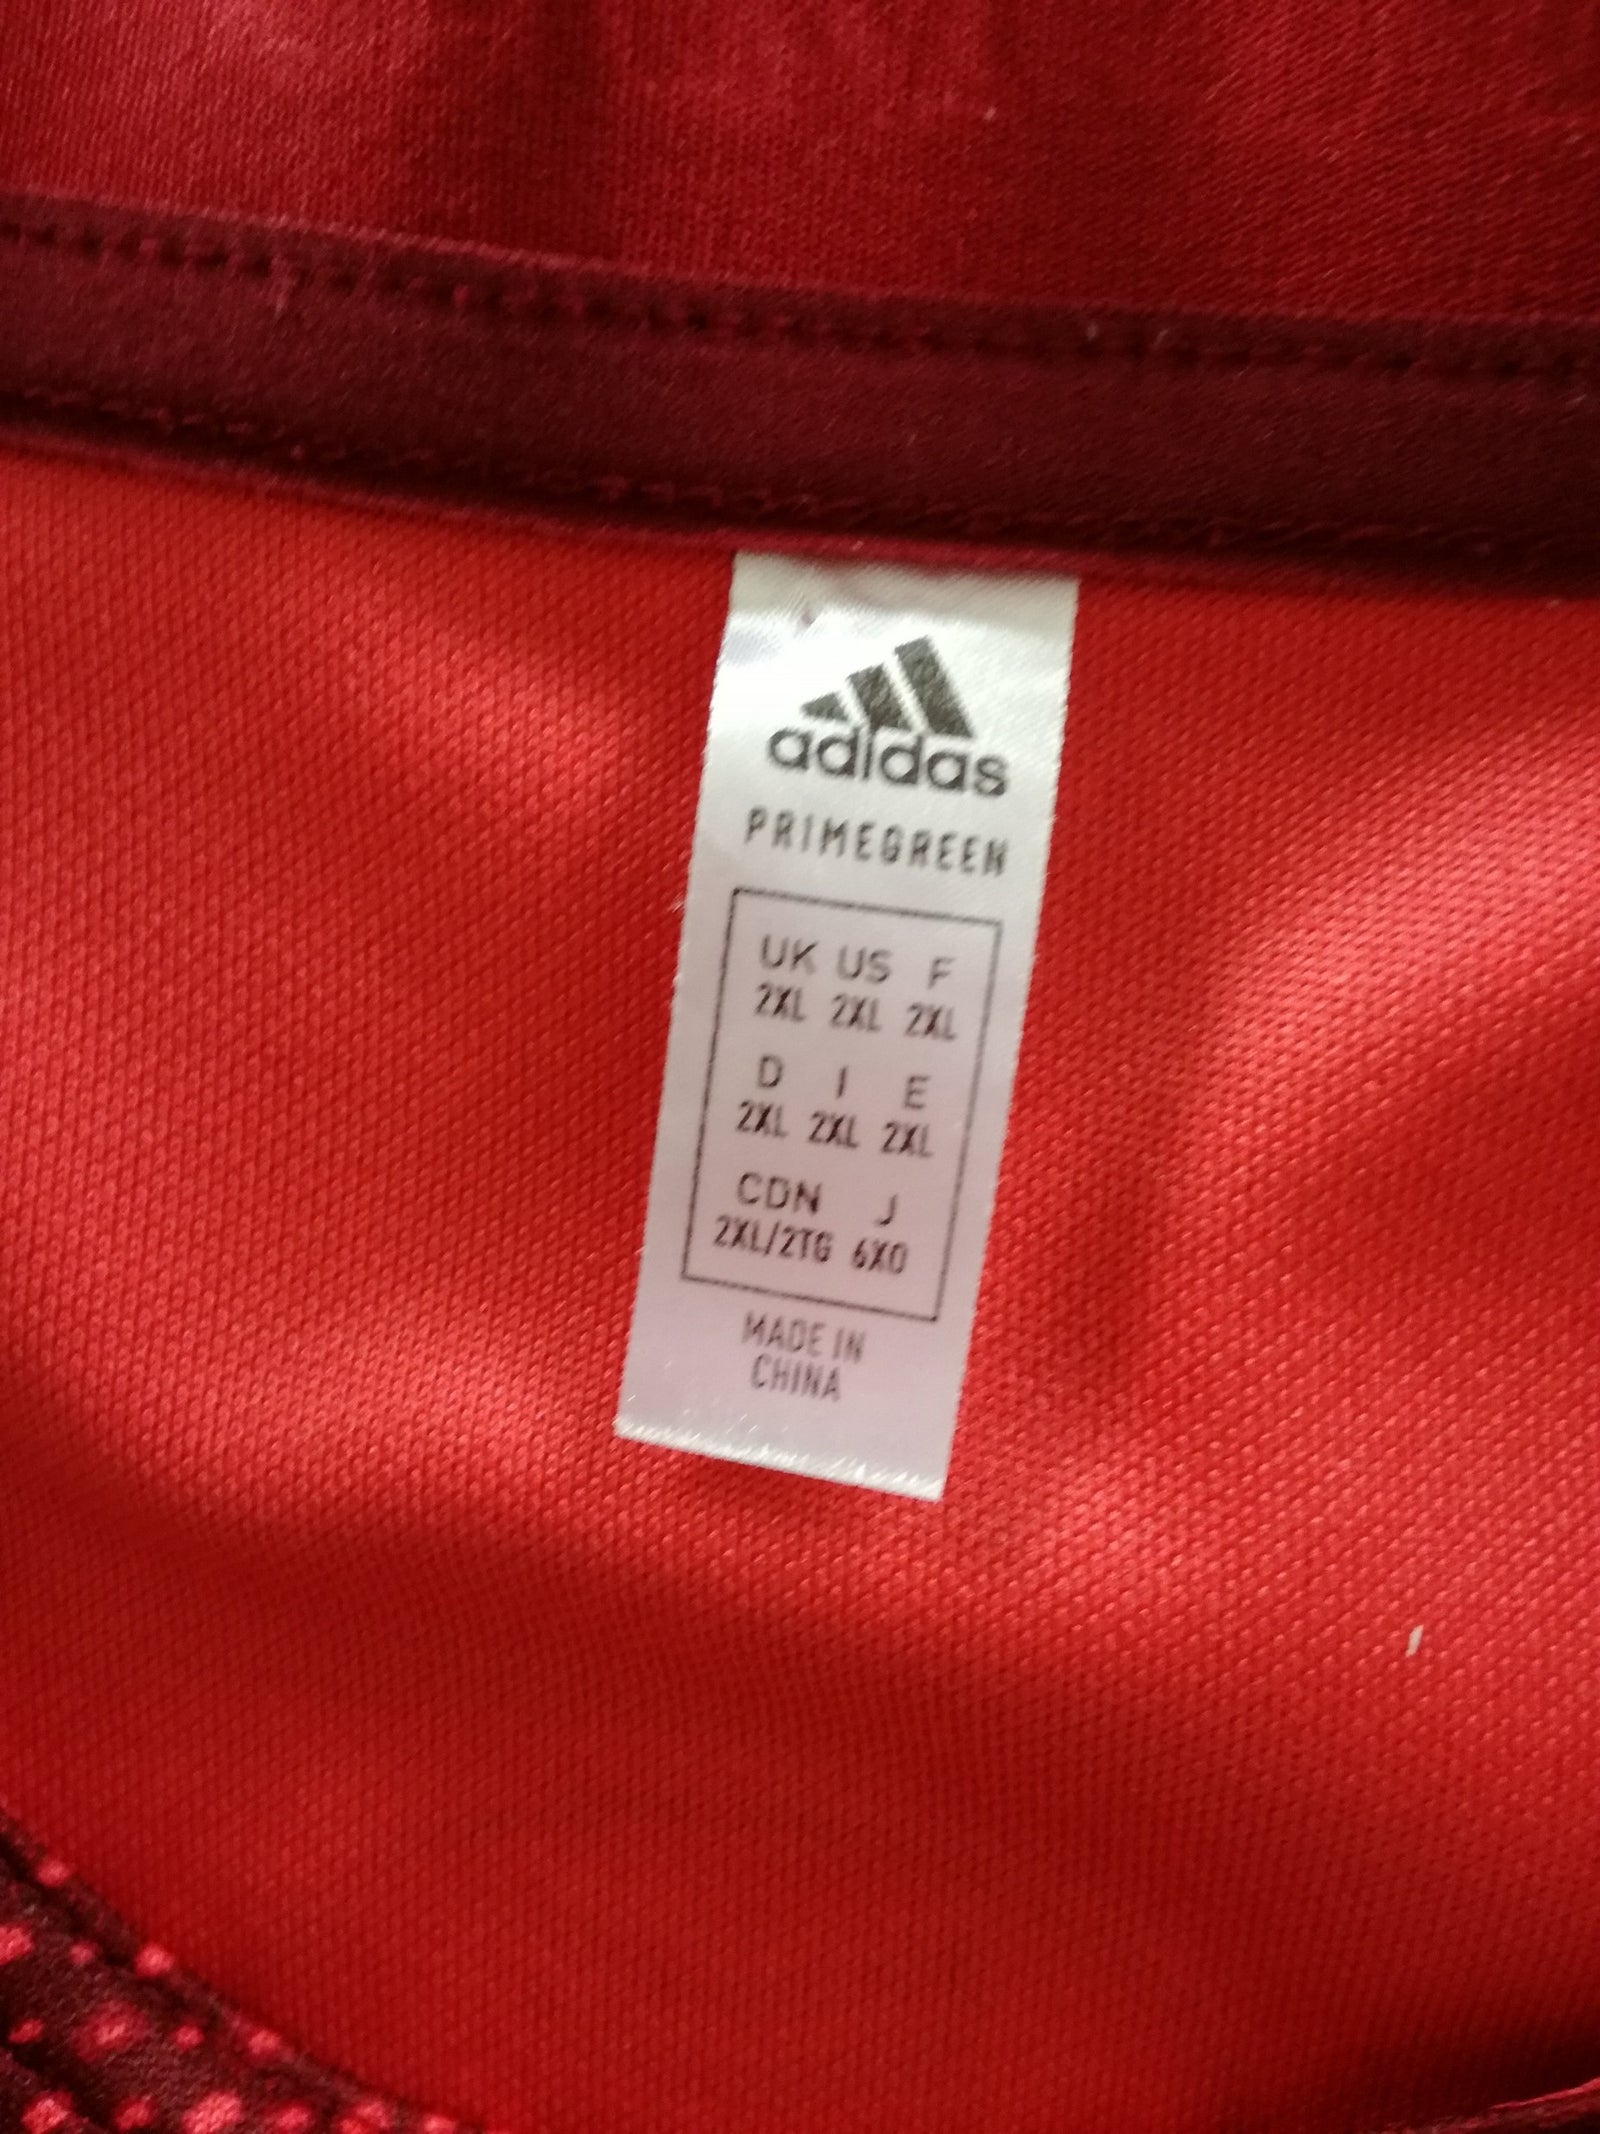 adidas
PRIMEGREEN
UK US F
2XL 2XL 2XL
D I E
2XL 2XL 2XL
CDN J
2XL/2TG 6XO
MADE IN
CHINA